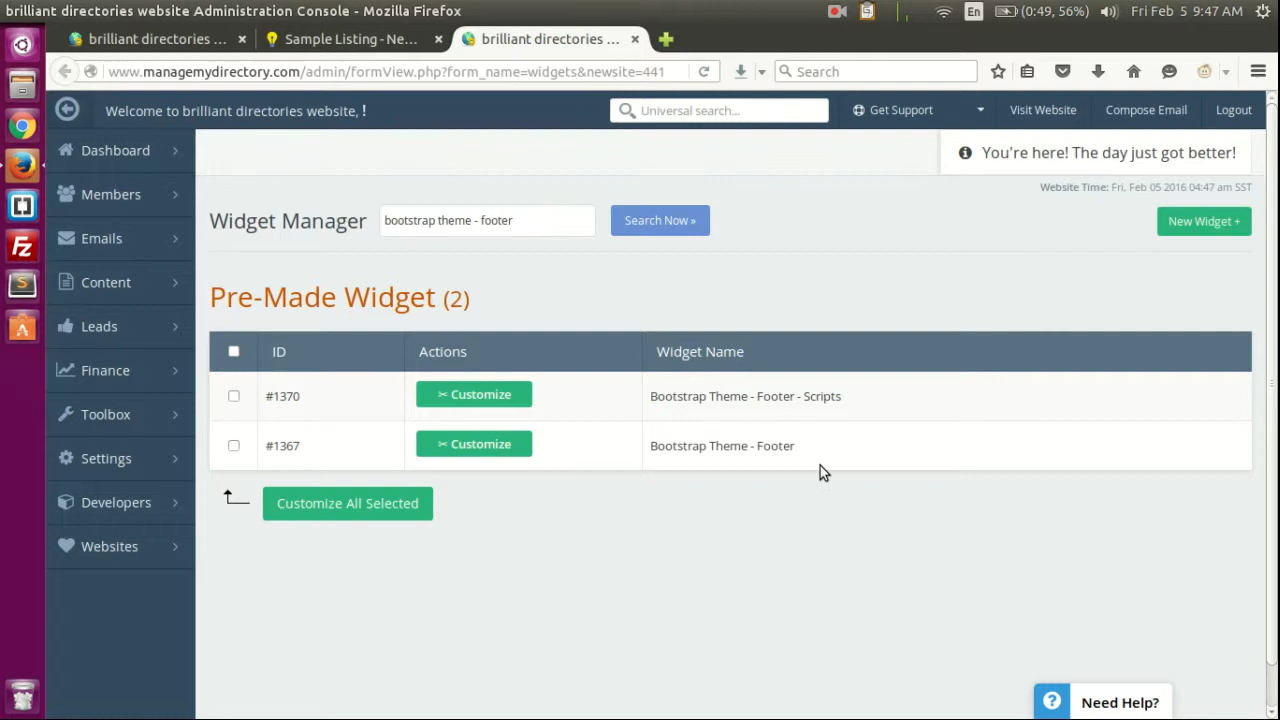 brilliant directories website Administration Console - Mozilla Firefox
En
(0:49, 56%)
Fri Feb 5 9:47 AM
brilliant directories ...
Sample Listing - Ne...
brilliant directories ...
www.managemydirectory.com/admin/formView.php?form_name=widgets&newsite=441
Search
Welcome to brilliant directories website, !
Universal search...
Get Support
Visit Website
Compose Email
Logout
Dashboard
Members
Emails
Content
Leads
Finance
Toolbox
Settings
Developers
Websites
You're here! The day just got better!
Website Time: Fri, Feb 05 2016 04:47 am SST
Widget Manager
bootstrap theme - footer
Search Now »
New Widget +
Pre-Made Widget (2)
ID
Actions
Widget Name
#1370
✂ Customize
Bootstrap Theme - Footer - Scripts
#1367
✂ Customize
Bootstrap Theme - Footer
Customize All Selected
? Need Help?